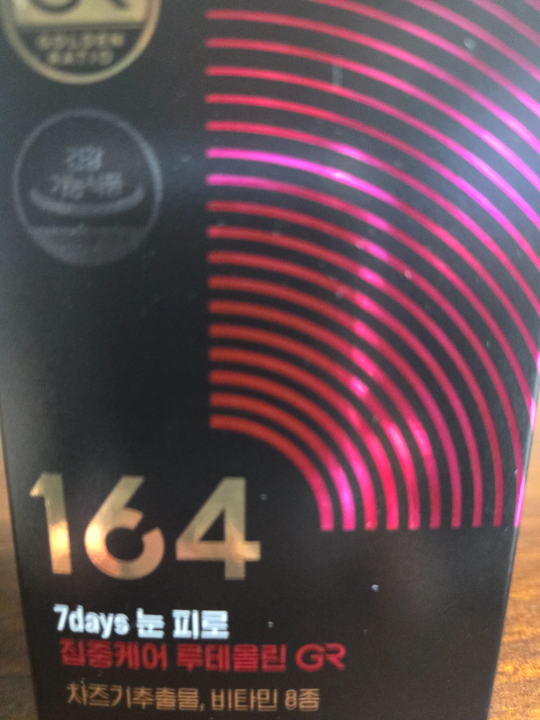 GR
GOLDEN
RATIO
건강
기능식품
164
7days 눈 피로
집중케어 루테올린 GR
차즈기추출물, 비타민 8종